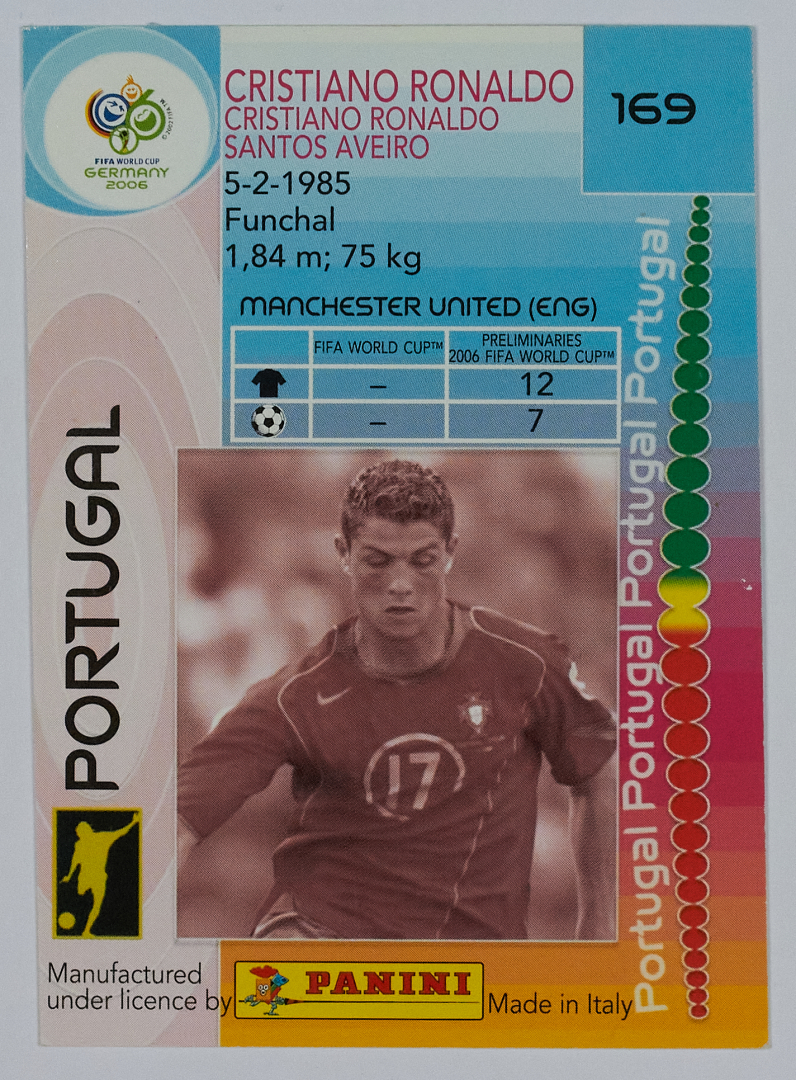 CRISTIANO RONALDO
CRISTIANO RONALDO
SANTOS AVEIRO
5-2-1985
Funchal
1,84 m; 75 kg
169
FIFA WORLD CUP
GERMANY
2006
MANCHESTER UNITED (ENG)
FIFA WORLD CUP™
PRELIMINARIES
2006 FIFA WORLD CUP™
– 12
– 7
PORTUGAL
Portugal Portugal Portugal Portugal Portugal
17
Manufactured
under licence by
PANINI
Made in Italy